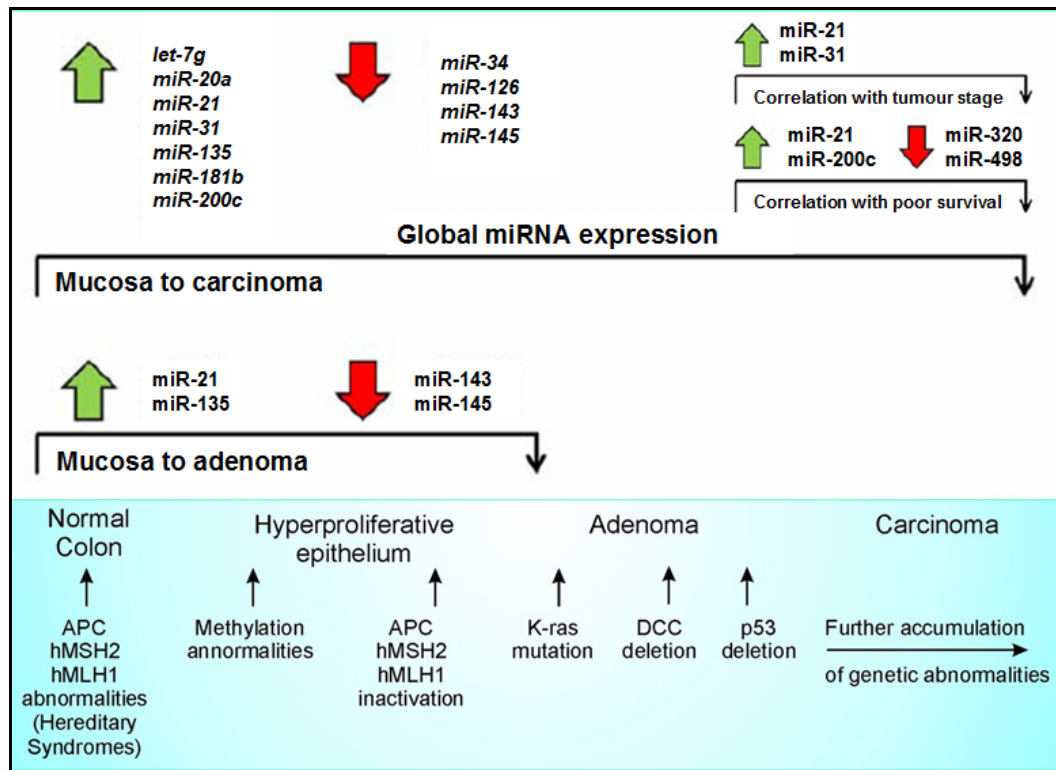 let-7g
miR-20a
miR-21
miR-31
miR-135
miR-181b
miR-200c
miR-34
miR-126
miR-143
miR-145
miR-21
miR-31
Correlation with tumour stage
miR-21
miR-200c
miR-320
miR-498
Correlation with poor survival
Global miRNA expression
Mucosa to carcinoma
miR-21
miR-135
miR-143
miR-145
Mucosa to adenoma
Normal
Colon
Hyperproliferative
epithelium
Adenoma
Carcinoma
APC
hMSH2
hMLH1
abnormalities
(Hereditary
Syndromes)
Methylation
annormalities
APC
hMSH2
hMLH1
inactivation
K-ras
mutation
DCC
deletion
p53
deletion
Further accumulation
of genetic abnormalities